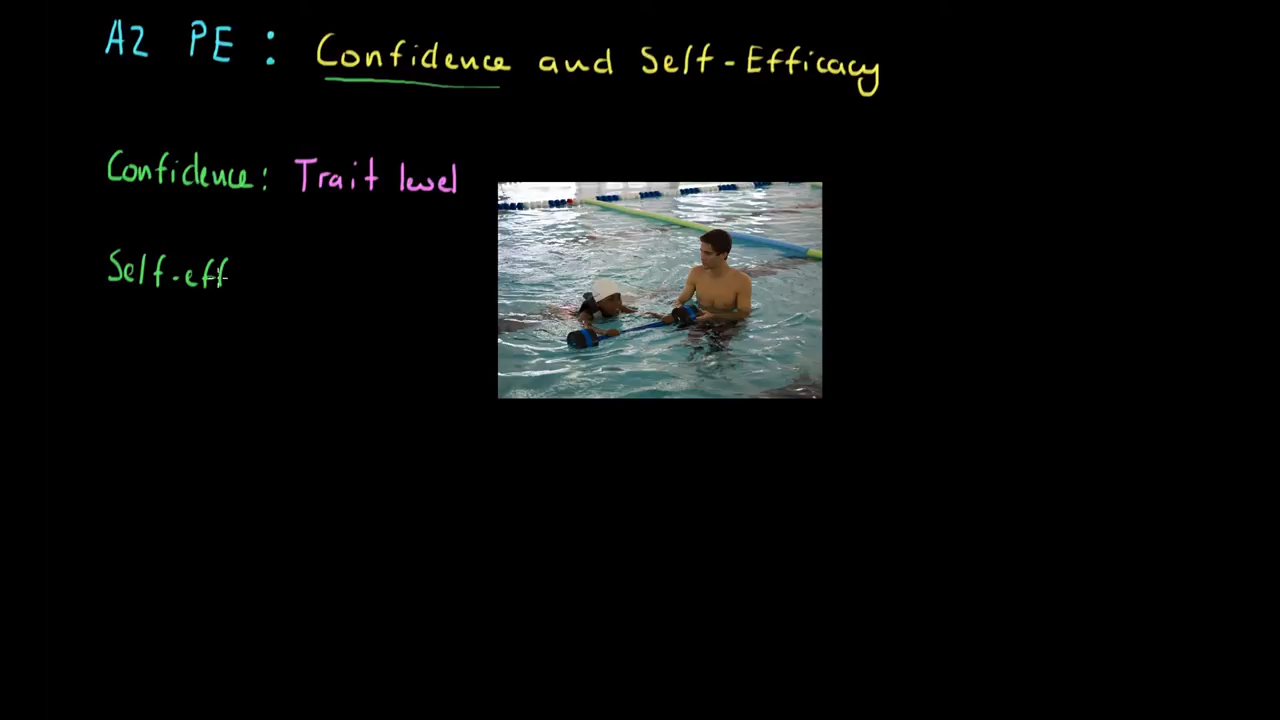 A2 PE : Confidence and Self-Efficacy
Confidence: Trait level
Self-eff